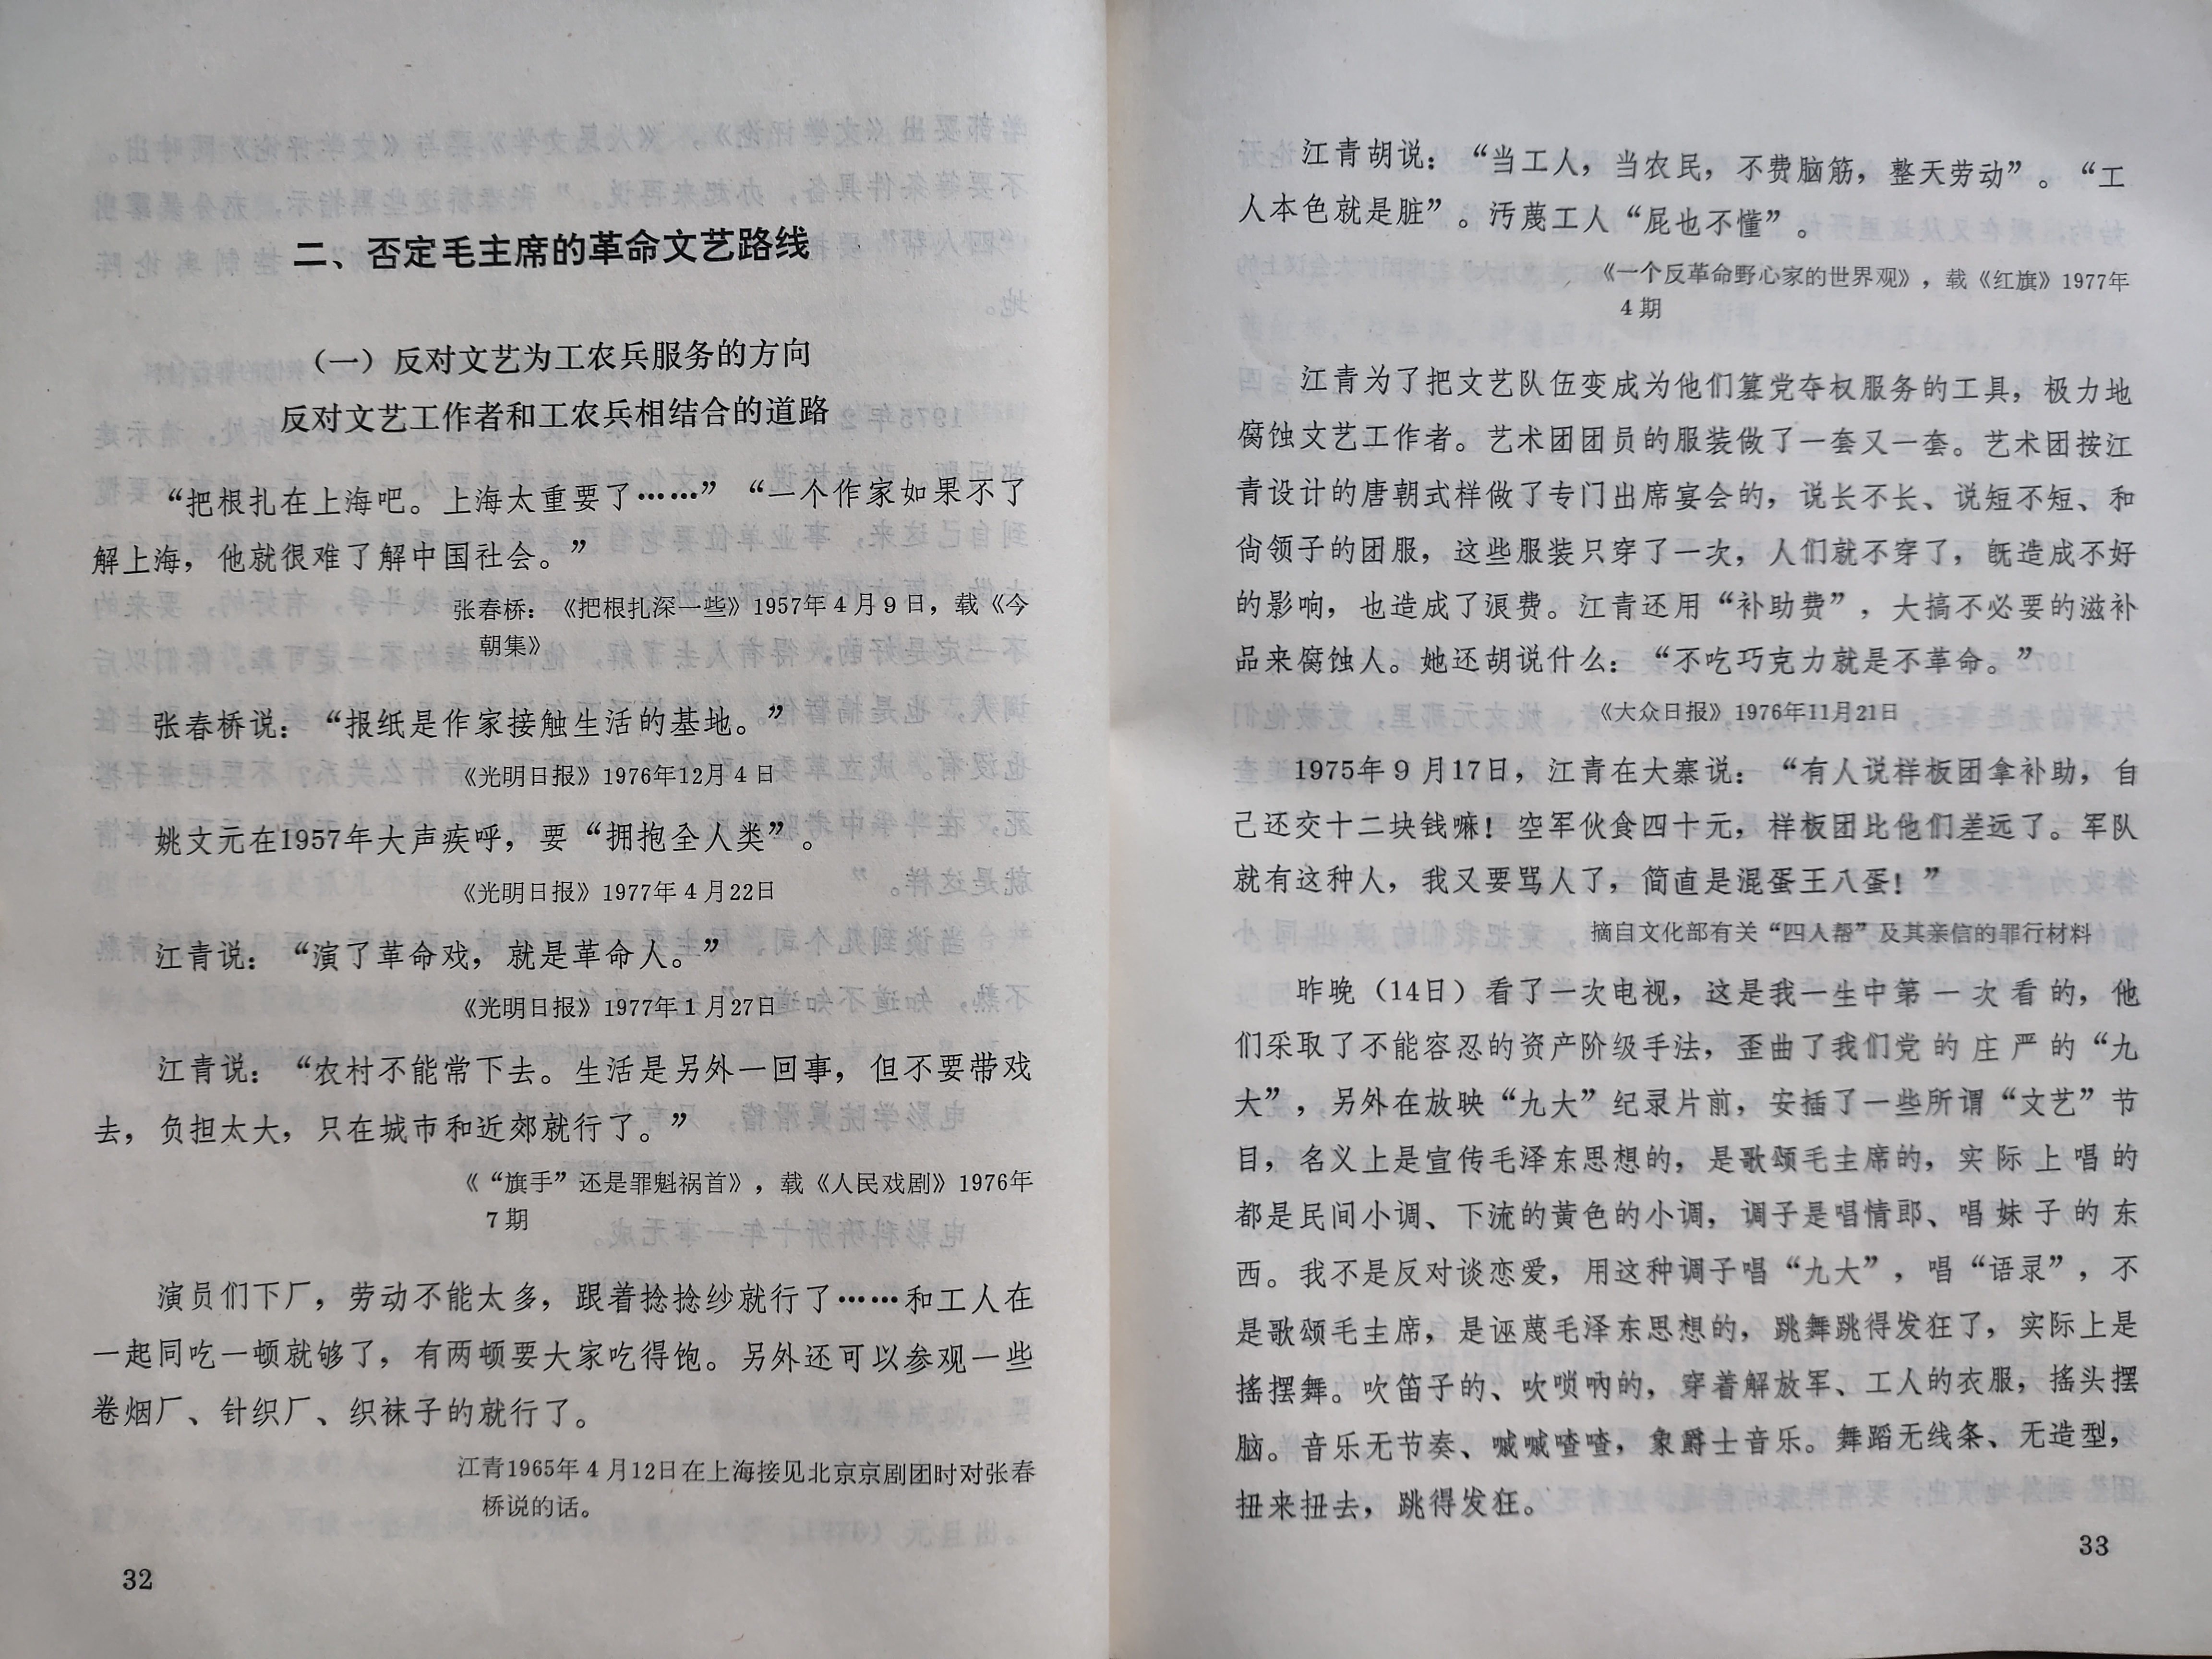 二、否定毛主席的革命文艺路线
（一）反对文艺为工农兵服务的方向
反对文艺工作者和工农兵相结合的道路
“把根扎在上海吧。上海太重要了……”“一个作家如果不了
解上海，他就很难了解中国社会。”
张春桥：《把根扎深一些》1957年4月9日，载《今
朝集》
张春桥说：“报纸是作家接触生活的基地。”
《光明日报》1976年12月4日
姚文元在1957年大声疾呼，要“拥抱全人类”。
《光明日报》1977年4月22日
江青说：“演了革命戏，就是革命人。”
《光明日报》1977年1月27日
江青说：“农村不能常下去。生活是另外一回事，但不要带戏
去，负担太大，只在城市和近郊就行了。”
《“旗手”还是罪魁祸首》，载《人民戏剧》1976年
7期
演员们下厂，劳动不能太多，跟着捻捻纱就行了……和工人在
一起同吃一顿就够了，有两顿要大家吃得饱。另外还可以参观一些
卷烟厂、针织厂、织袜子的就行了。
江青1965年4月12日在上海接见北京京剧团时对张春
桥说的话。
32
江青胡说：“当工人，当农民，不费脑筋，整天劳动”。“工
人本色就是脏”。污蔑工人“屁也不懂”。
《一个反革命野心家的世界观》，载《红旗》1977年
4期
江青为了把文艺队伍变成为他们篡党夺权服务的工具，极力地
腐蚀文艺工作者。艺术团团员的服装做了一套又一套。艺术团按江
青设计的唐朝式样做了专门出席宴会的，说长不长、说短不短、和
尚领子的团服，这些服装只穿了一次，人们就不穿了，既造成不好
的影响，也造成了浪费。江青还用“补助费”，大搞不必要的滋补
品来腐蚀人。她还胡说什么：“不吃巧克力就是不革命。”
《大众日报》1976年11月21日
1975年9月17日，江青在大寨说：“有人说样板团拿补助，自
己还交十二块钱嘛！空军伙食四十元，样板团比他们差远了。军队
就有这种人，我又要骂人了，简直是混蛋王八蛋！”
摘自文化部有关“四人帮”及其亲信的罪行材料
昨晚（14日）看了一次电视，这是我一生中第一次看的，他
们采取了不能容忍的资产阶级手法，歪曲了我们党的庄严的“九
大”，另外在放映“九大”纪录片前，安插了一些所谓“文艺”节
目，名义上是宣传毛泽东思想的，是歌颂毛主席的，实际上唱的
都是民间小调、下流的黄色的小调，调子是唱情郎、唱妹子的东
西。我不是反对谈恋爱，用这种调子唱“九大”，唱“语录”，不
是歌颂毛主席，是诬蔑毛泽东思想的，跳舞跳得发狂了，实际上是
摇摆舞。吹笛子的、吹唢呐的，穿着解放军、工人的衣服，摇头摆
脑。音乐无节奏、喊喊喳喳，象爵士音乐。舞蹈无线条、无造型，
扭来扭去，跳得发狂。
33